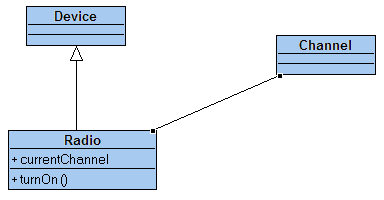 Device
Channel
Radio
+ currentChannel
+ turnOn()